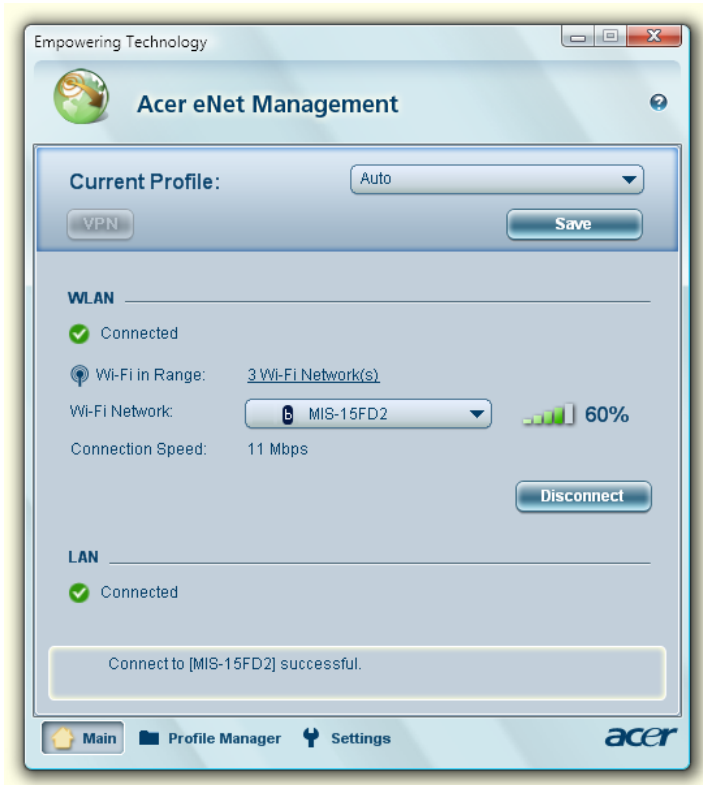 Empowering Technology
Acer eNet Management
Current Profile: Auto
VPN Save
WLAN
Connected
Wi-Fi in Range: 3 Wi-Fi Network(s)
Wi-Fi Network: b MIS-15FD2 60%
Connection Speed: 11 Mbps
Disconnect
LAN
Connected
Connect to [MIS-15FD2] successful.
Main Profile Manager Settings acer